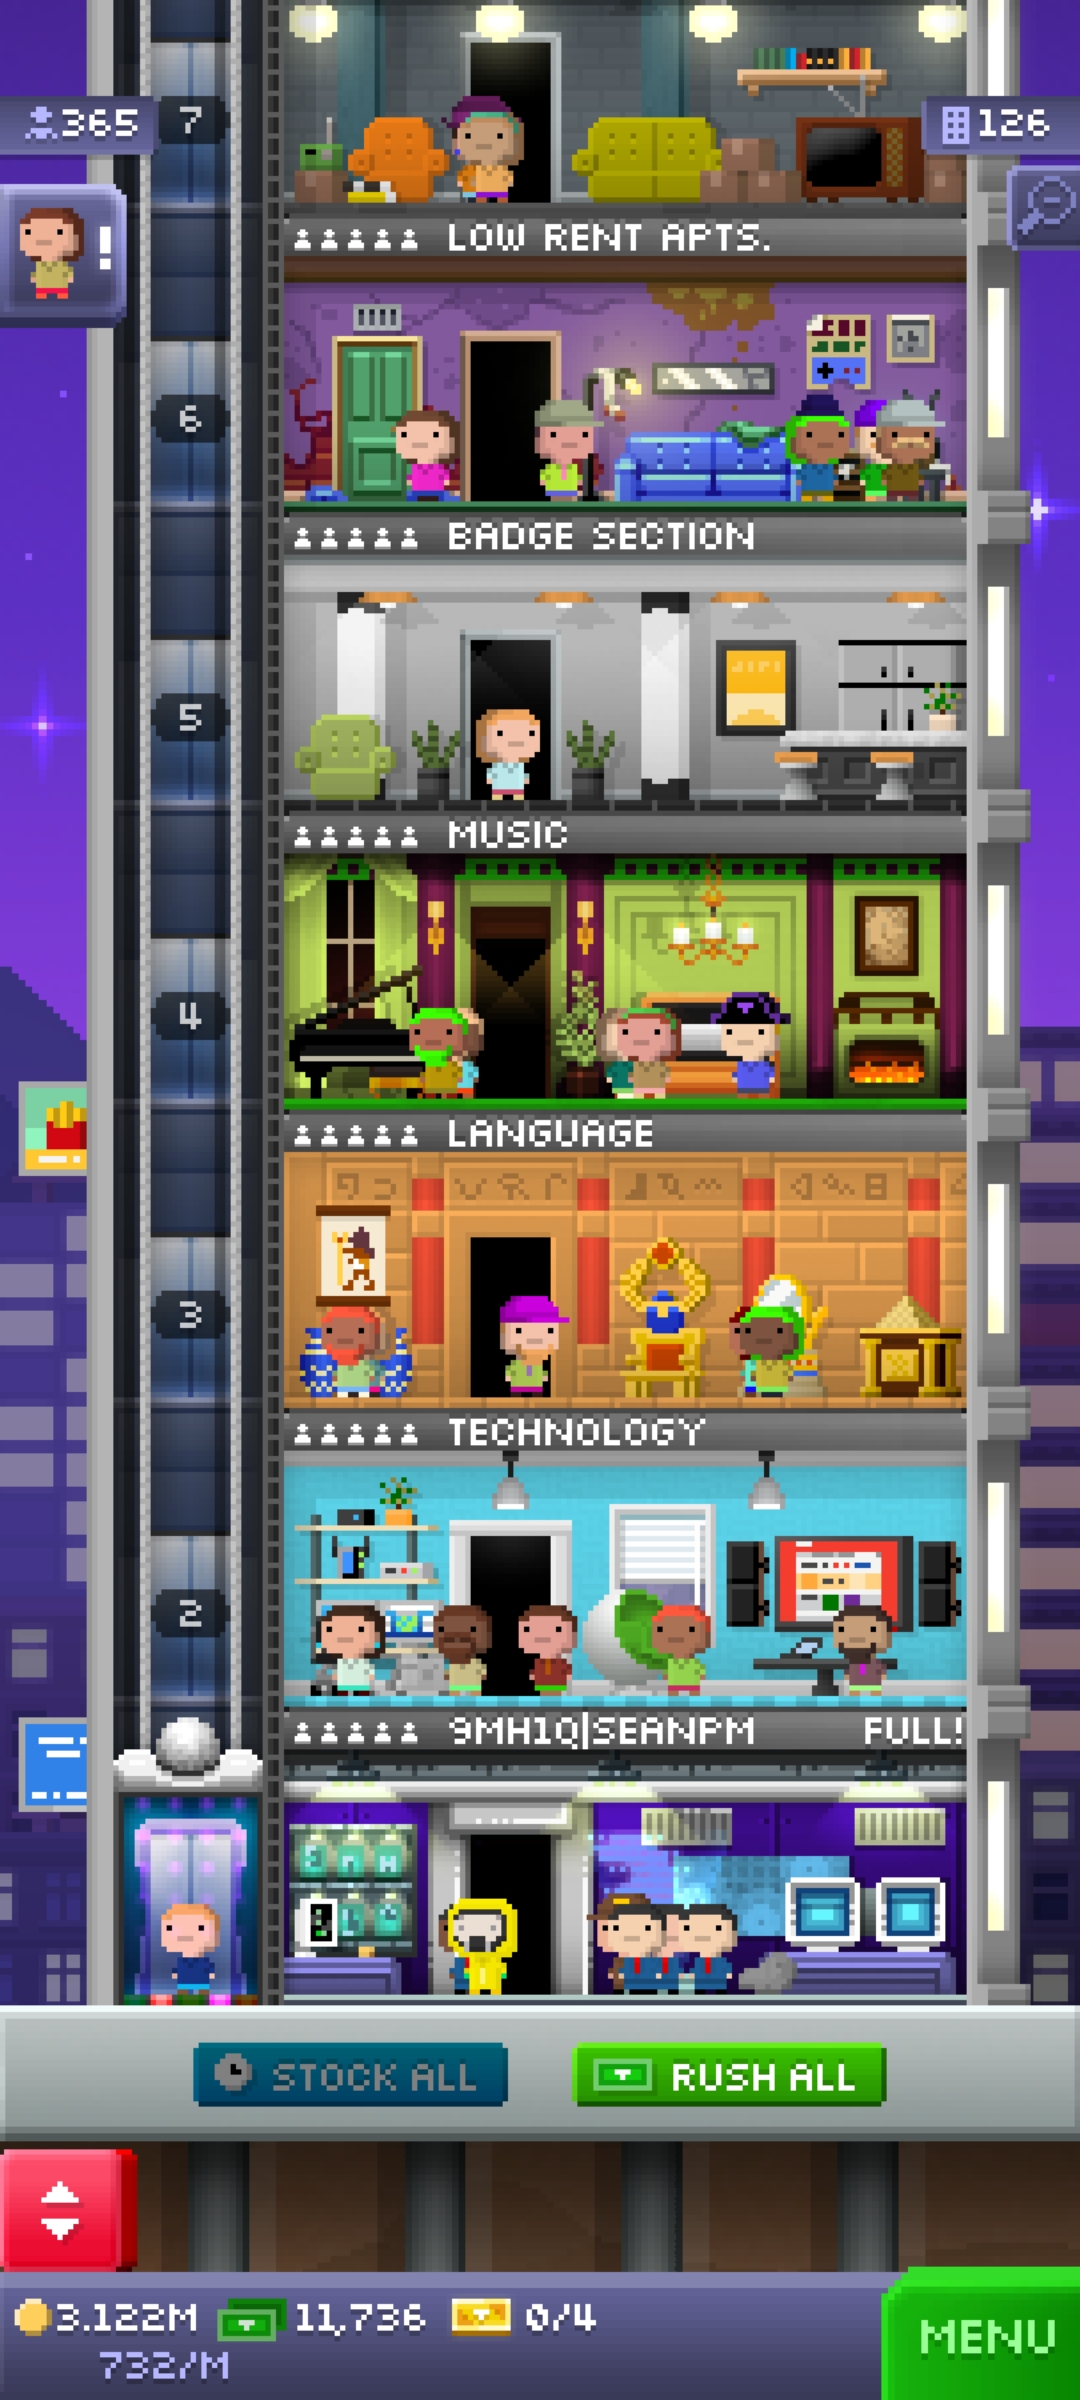 365
7
126
!
LOW RENT APTS.
6
BADGE SECTION
5
MUSIC
4
LANGUAGE
3
TECHNOLOGY
2
9MH1Q|SEANPM FULL!
STOCK ALL
RUSH ALL
3.122M
11,736
0/4
732/M
MENU